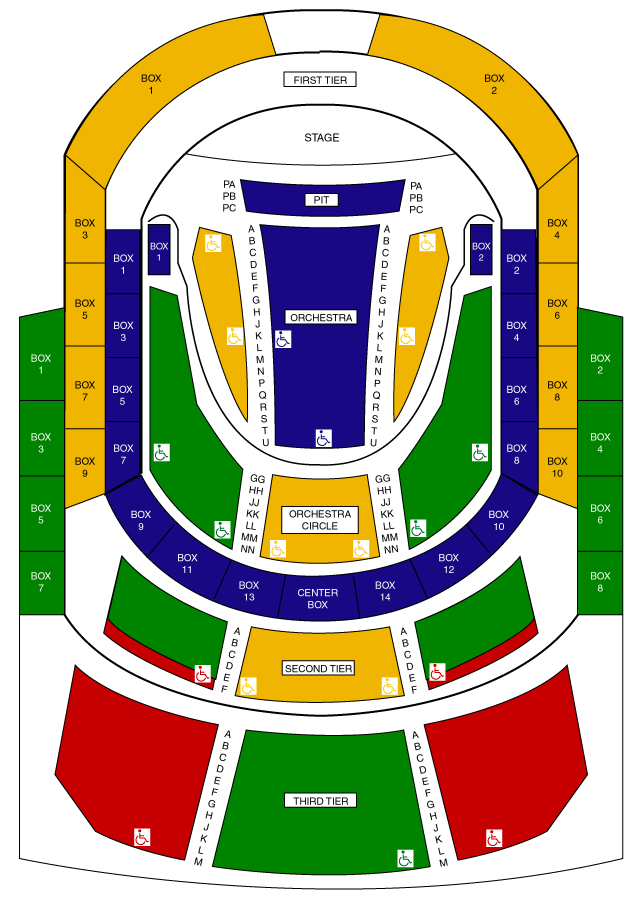 BOX
1
BOX
2
FIRST TIER
STAGE
PA
PB
PC
PIT
PA
PB
PC
BOX
3
BOX
4
BOX
1
BOX
1
BOX
2
BOX
2
A
B
C
D
E
F
G
H
J
K
L
M
N
P
Q
R
S
T
U
ORCHESTRA
A
B
C
D
E
F
G
H
J
K
L
M
N
P
Q
R
S
T
U
BOX
5
BOX
6
BOX
3
BOX
4
BOX
1
BOX
2
BOX
7
BOX
8
BOX
5
BOX
6
BOX
3
BOX
4
BOX
9
BOX
10
BOX
7
BOX
8
BOX
5
BOX
6
BOX
7
BOX
8
GG
HH
JJ
KK
LL
MM
NN
ORCHESTRA
CIRCLE
GG
HH
JJ
KK
LL
MM
NN
BOX
9
BOX
10
BOX
11
BOX
12
BOX
13
CENTER
BOX
BOX
14
A
B
C
D
E
F
SECOND TIER
A
B
C
D
E
F
A
B
C
D
E
F
G
H
J
K
L
M
THIRD TIER
A
B
C
D
E
F
G
H
J
K
L
M